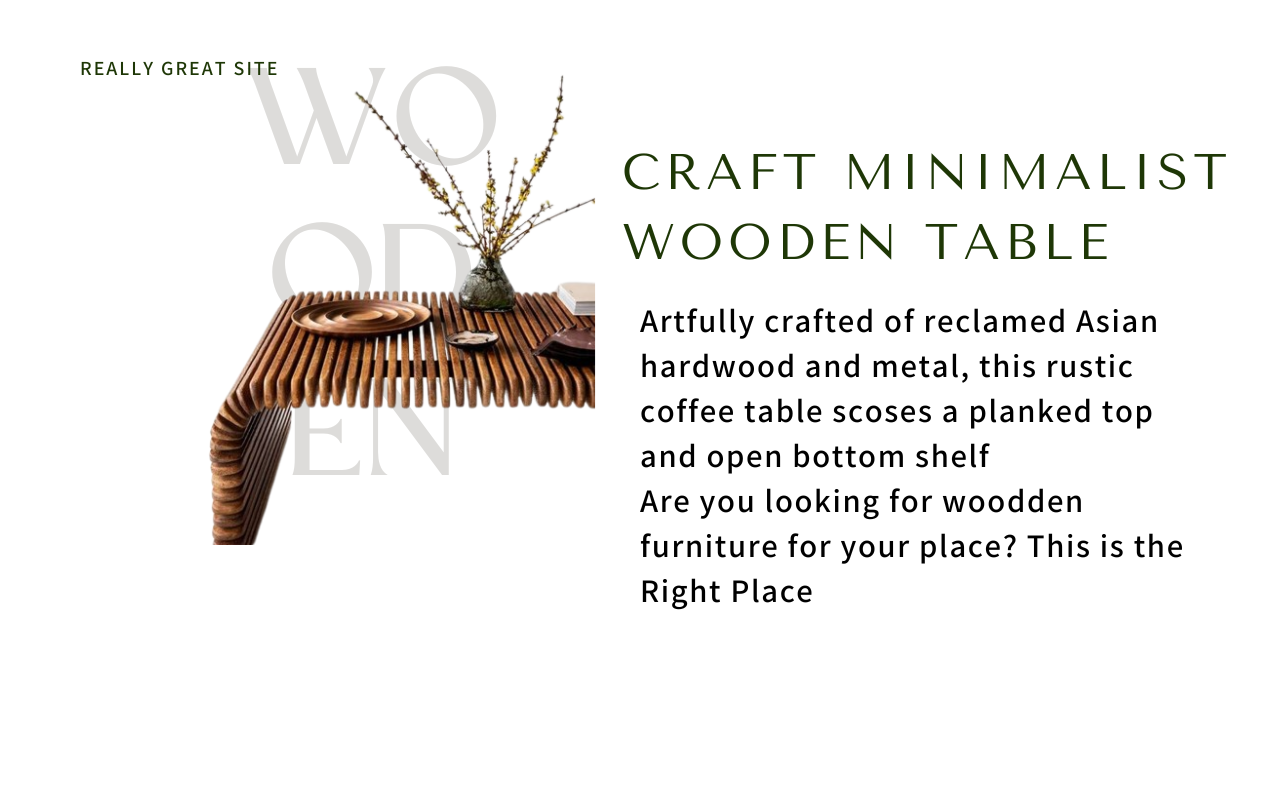 REALLY GREAT SITE
WO
OD
EN
CRAFT MINIMALIST
WOODEN TABLE
Artfully crafted of reclaimed Asian
hardwood and metal, this rustic
coffee table scoses a planked top
and open bottom shelf
Are you looking for woodden
furniture for your place? This is the
Right Place